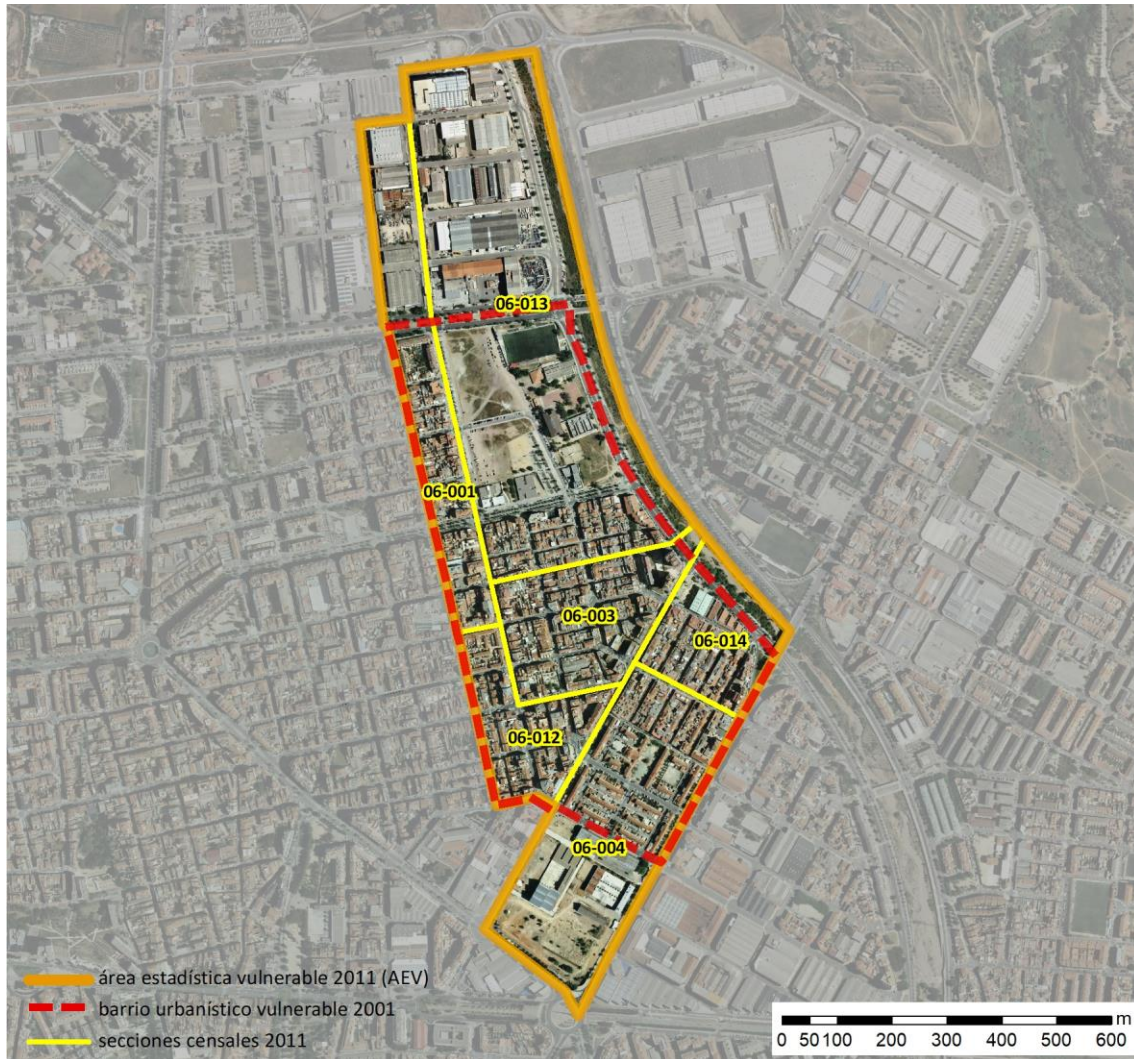 06-013
06-001
06-003
06-014
06-012
06-004
área estadística vulnerable 2011 (AEV)
barrio urbanístico vulnerable 2001
secciones censales 2011
m
0 50 100 200 300 400 500 600